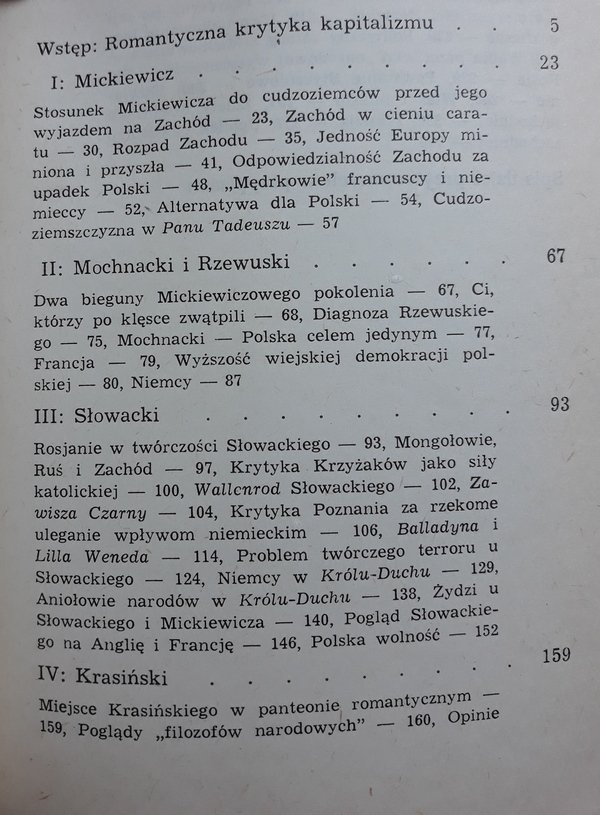 Wstęp: Romantyczna krytyka kapitalizmu . . 5
I: Mickiewicz . . . . . . . . 23
Stosunek Mickiewicza do cudzoziemców przed jego
wyjazdem na Zachód — 23, Zachód w cieniu cara-
tu — 30, Rozpad Zachodu — 35, Jedność Europy mi-
niona i przyszła — 41, Odpowiedzialność Zachodu za
upadek Polski — 48, „Mędrkowie” francuscy i nie-
mieccy — 52, Alternatywa dla Polski — 54, Cudzo-
ziemszczyzna w Panu Tadeuszu — 57
II: Mochnacki i Rzewuski . . . . . . 67
Dwa bieguny Mickiewiczowego pokolenia — 67, Ci,
którzy po klęsce zwątpili — 68, Diagnoza Rzewuskie-
go — 75, Mochnacki — Polska celem jedynym — 77,
Francja — 79, Wyższość wiejskiej demokracji pol-
skiej — 80, Niemcy — 87
III: Słowacki . . . . . . . . . 93
Rosjanie w twórczości Słowackiego — 93, Mongołowie,
Ruś i Zachód — 97, Krytyka Krzyżaków jako siły
katolickiej — 100, Wallenrod Słowackiego — 102, Za-
wisza Czarny — 104, Krytyka Poznania za rzekome
uleganie wpływom niemieckim — 106, Balladyna i
Lilla Weneda — 114, Problem twórczego terroru u
Słowackiego — 124, Niemcy w Królu-Duchu — 129,
Aniołowie narodów w Królu-Duchu — 138, Żydzi u
Słowackiego i Mickiewicza — 140, Pogląd Słowackie-
go na Anglię i Francję — 146, Polska wolność — 152
IV: Krasiński . . . . . . . . . 159
Miejsce Krasińskiego w panteonie romantycznym —
159, Poglądy „filozofów narodowych” — 160, Opinie